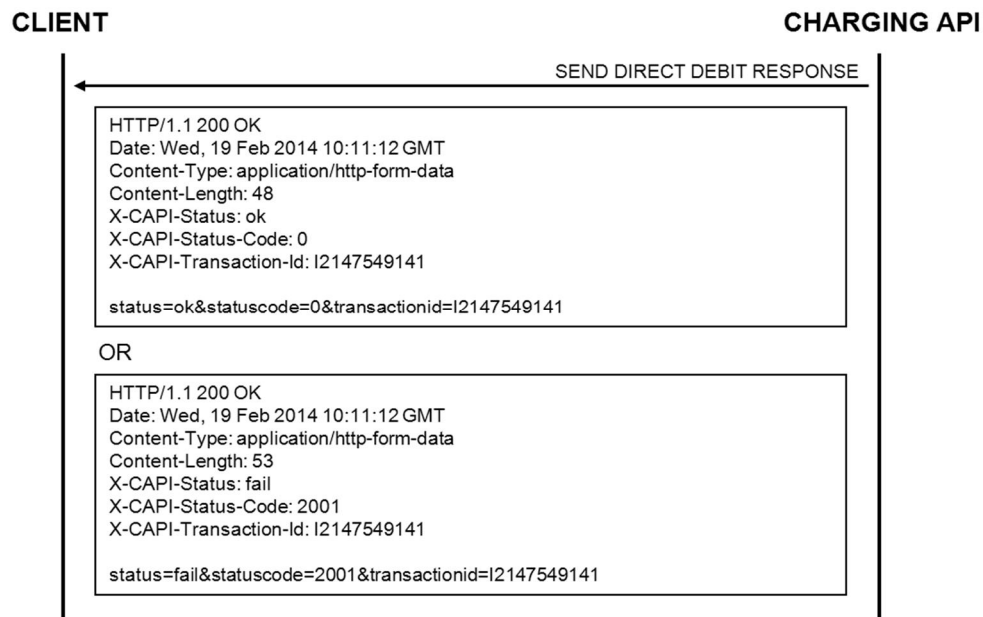 CLIENT
CHARGING API
SEND DIRECT DEBIT RESPONSE
HTTP/1.1 200 OK
Date: Wed, 19 Feb 2014 10:11:12 GMT
Content-Type: application/http-form-data
Content-Length: 48
X-CAPI-Status: ok
X-CAPI-Status-Code: 0
X-CAPI-Transaction-Id: I2147549141
status=ok&statuscode=0&transactionid=I2147549141
OR
HTTP/1.1 200 OK
Date: Wed, 19 Feb 2014 10:11:12 GMT
Content-Type: application/http-form-data
Content-Length: 53
X-CAPI-Status: fail
X-CAPI-Status-Code: 2001
X-CAPI-Transaction-Id: I2147549141
status=fail&statuscode=2001&transactionid=I2147549141